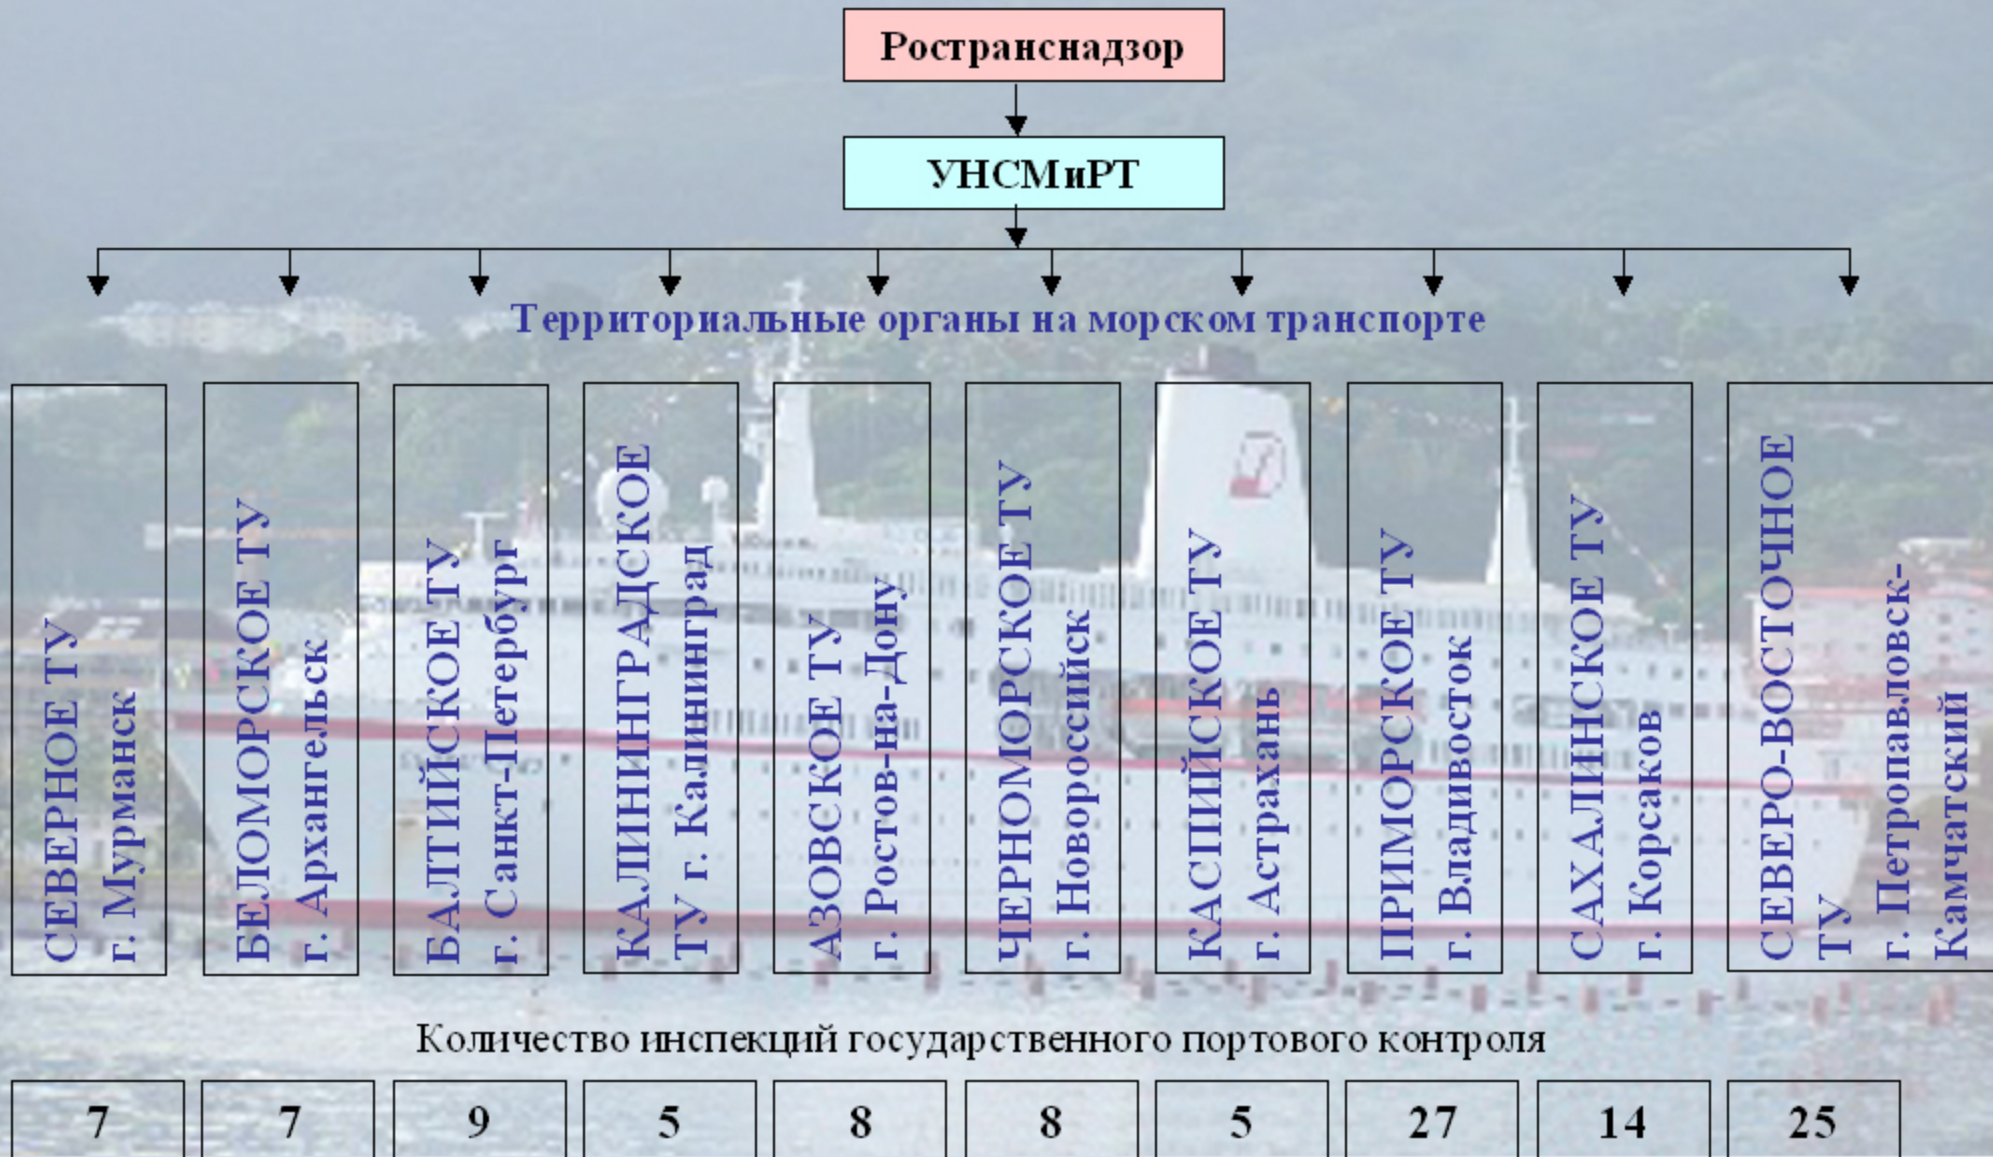 Ространснадзор
УНСМиРТ
Территориальные органы на морском транспорте
СЕВЕРНОЕ ТУ
г. Мурманск
БЕЛОМОРСКОЕ ТУ
г. Архангельск
БАЛТИЙСКОЕ ТУ
г. Санкт-Петербург
КАЛИНИНГРАДСКОЕ
ТУ г. Калининград
АЗОВСКОЕ ТУ
г. Ростов-на-Дону
ЧЕРНОМОРСКОЕ ТУ
г. Новороссийск
КАСПИЙСКОЕ ТУ
г. Астрахань
ПРИМОРСКОЕ ТУ
г. Владивосток
САХАЛИНСКОЕ ТУ
г. Корсаков
СЕВЕРО-ВОСТОЧНОЕ
ТУ
г. Петропавловск-
Камчатский
Количество инспекций государственного портового контроля
7 7 9 5 8 8 5 27 14 25